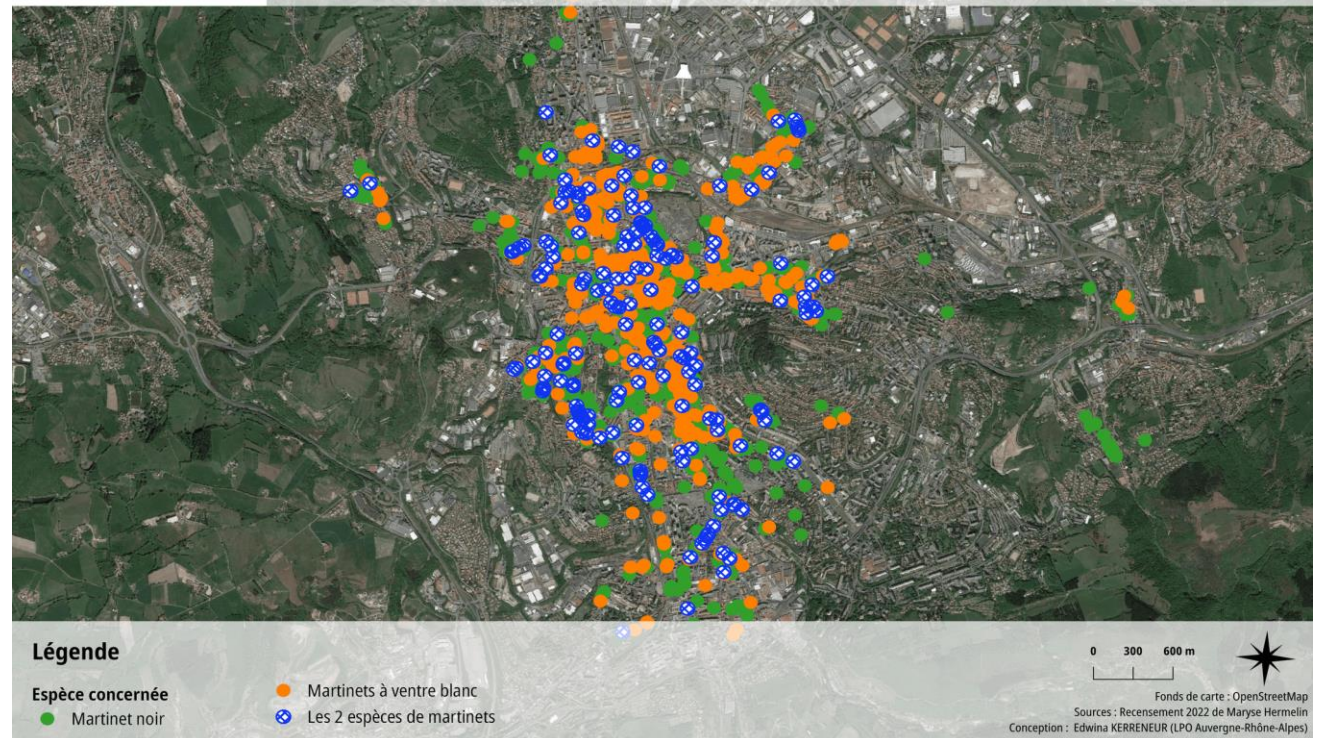 Légende
Espèce concernée
Martinet noir
Martinets à ventre blanc
Les 2 espèces de martinets
0 300 600 m
Fonds de carte : OpenStreetMap
Sources : Recensement 2022 de Maryse Hermelin
Conception : Edwina KERRENEUR (LPO Auvergne-Rhône-Alpes)